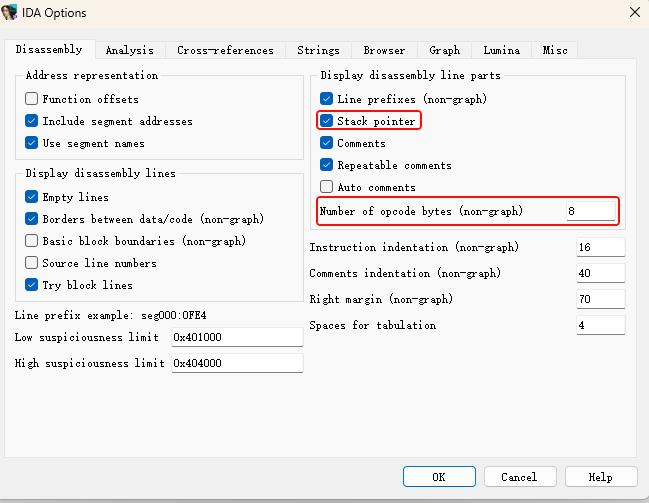 IDA Options
Disassembly Analysis Cross-references Strings Browser Graph Lumina Misc
Address representation
Function offsets
Include segment addresses
Use segment names
Display disassembly lines
Empty lines
Borders between data/code (non-graph)
Basic block boundaries (non-graph)
Source line numbers
Try block lines
Line prefix example: seg000:0FE4
Low suspiciousness limit 0x401000
High suspiciousness limit 0x404000
Display disassembly line parts
Line prefixes (non-graph)
Stack pointer
Comments
Repeatable comments
Auto comments
Number of opcode bytes (non-graph) 8
Instruction indentation (non-graph) 16
Comments indentation (non-graph) 40
Right margin (non-graph) 70
Spaces for tabulation 4
OK Cancel Help